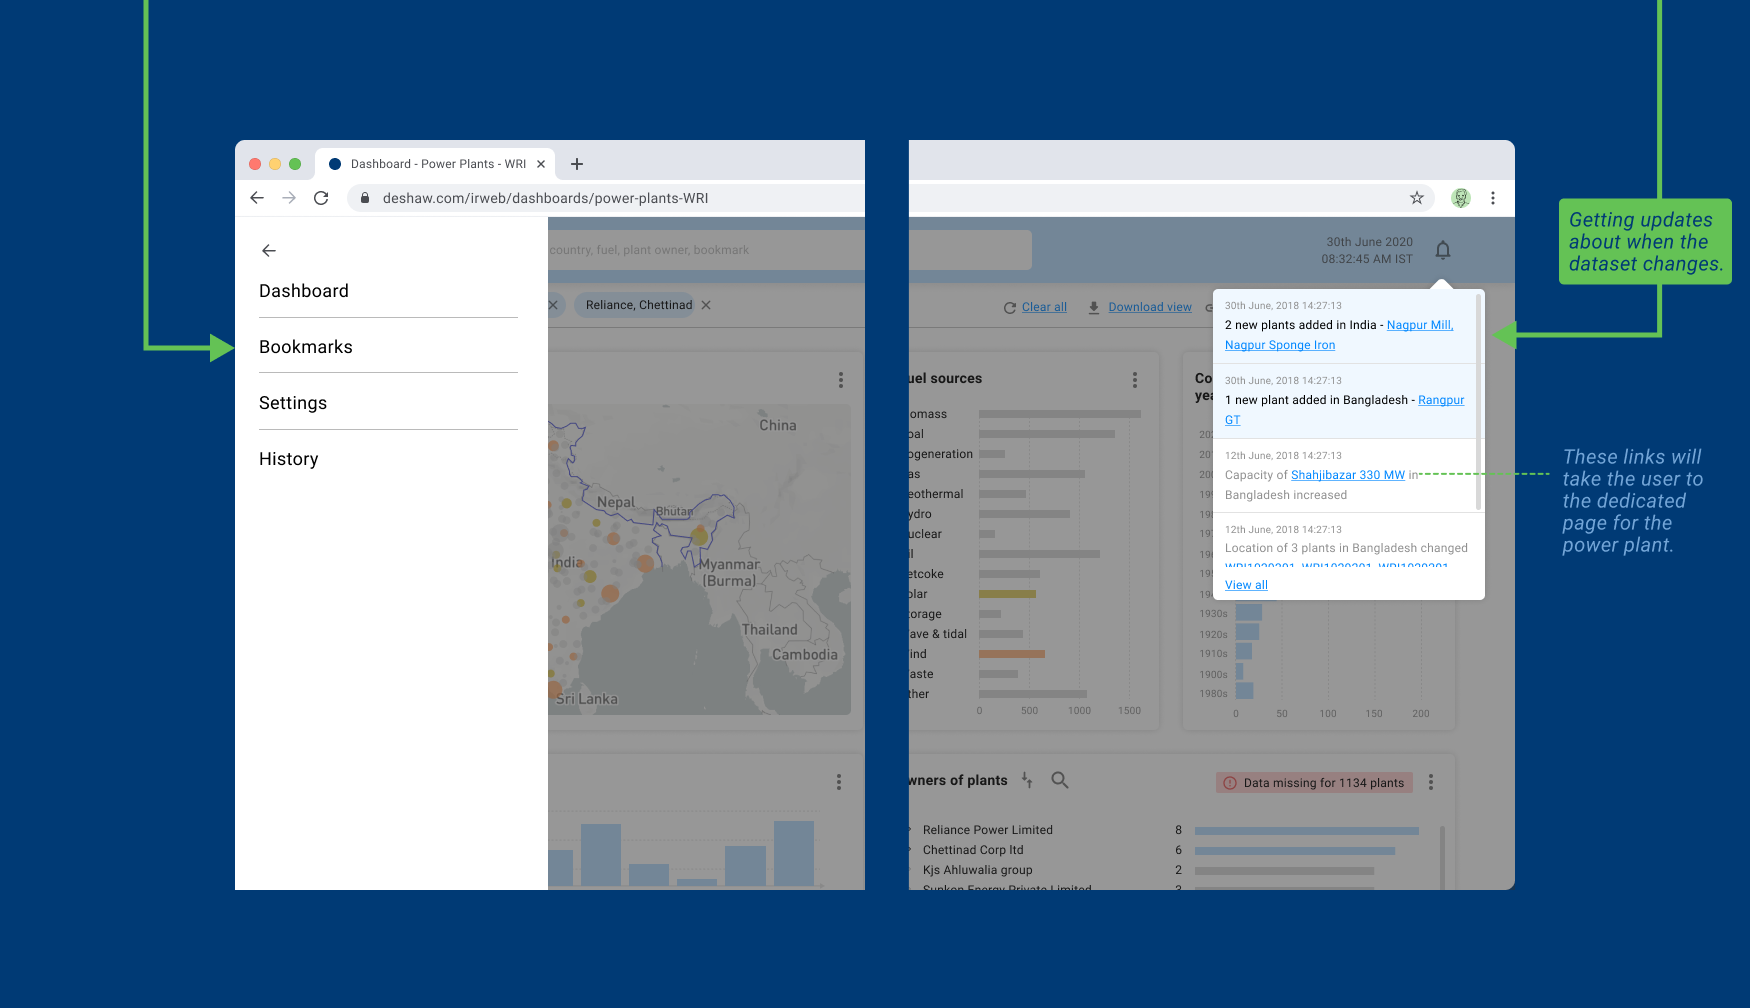 Dashboard - Power Plants - WRI
deshaw.com/irweb/dashboards/power-plants-WRI
Dashboard
Bookmarks
Settings
History
country, fuel, plant owner, bookmark
Reliance, Chettinad
China
Nepal
Bhutan
India
Myanmar
(Burma)
Thailand
Cambodia
Sri Lanka
30th June 2020
08:32:45 AM IST
Clear all
Download view
30th June, 2018 14:27:13
2 new plants added in India - Nagpur Mill,
Nagpur Sponge Iron
30th June, 2018 14:27:13
1 new plant added in Bangladesh - Rangpur
GT
12th June, 2018 14:27:13
Capacity of Shahjibazar 330 MW in
Bangladesh increased
12th June, 2018 14:27:13
Location of 3 plants in Bangladesh changed
WRI1020201, WRI1020201, WRI1020201
View all
uel sources
omass
oal
ogeneration
as
eothermal
ydro
uclear
il
etcoke
olar
torage
ave & tidal
ind
aste
ther
0 500 1000 1500
Co
yea
1930s
1920s
1910s
1900s
1980s
0 50 100 150 200
wners of plants
Data missing for 1134 plants
Reliance Power Limited 8
Chettinad Corp ltd 6
Kjs Ahluwalia group 2
Sunkon Energy Private Limited 3
Getting updates
about when the
dataset changes.
These links will
take the user to
the dedicated
page for the
power plant.